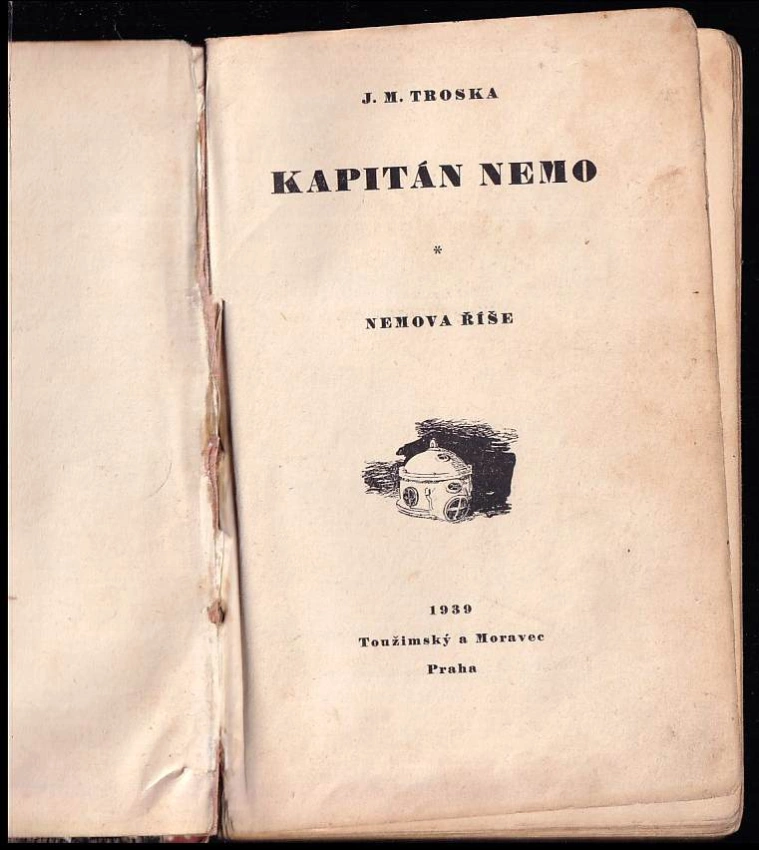 J. M. TROSKA
KAPITÁN NEMO
*
NEMOVA ŘÍŠE
1939
Toužimský a Moravec
Praha